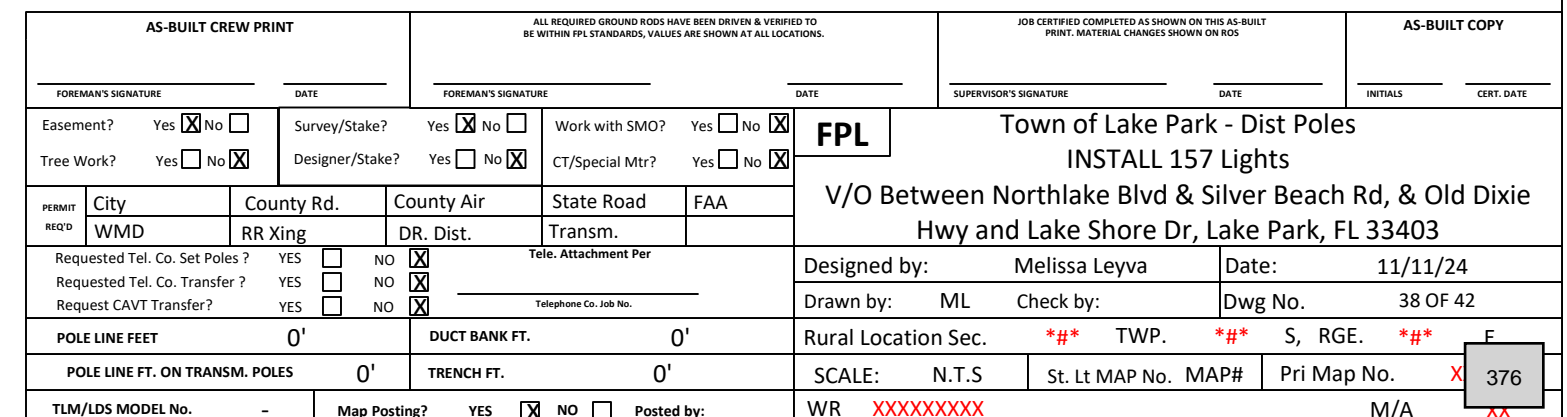 AS-BUILT CREW PRINT
FOREMAN'S SIGNATURE DATE
ALL REQUIRED GROUND RODS HAVE BEEN DRIVEN & VERIFIED TO
BE WITHIN FPL STANDARDS, VALUES ARE SHOWN AT ALL LOCATIONS.
FOREMAN'S SIGNATURE DATE
JOB CERTIFIED COMPLETED AS SHOWN ON THIS AS-BUILT
PRINT. MATERIAL CHANGES SHOWN ON ROS
SUPERVISOR'S SIGNATURE DATE
AS-BUILT COPY
INITIALS CERT. DATE
Easement? Yes X No
Survey/Stake? Yes X No
Work with SMO? Yes No X
Tree Work? Yes No X
Designer/Stake? Yes No X
CT/Special Mtr? Yes No X
FPL
Town of Lake Park - Dist Poles
INSTALL 157 Lights
V/O Between Northlake Blvd & Silver Beach Rd, & Old Dixie
Hwy and Lake Shore Dr, Lake Park, FL 33403
PERMIT
REQ'D
City County Rd. County Air State Road FAA
WMD RR Xing DR. Dist. Transm.
Requested Tel. Co. Set Poles ? YES NO X
Requested Tel. Co. Transfer ? YES NO X
Request CAVT Transfer? YES NO X
Tele. Attachment Per
Telephone Co. Job No.
Designed by: Melissa Leyva Date: 11/11/24
Drawn by: ML Check by: Dwg No. 38 OF 42
POLE LINE FEET 0' DUCT BANK FT. 0'
Rural Location Sec. *#* TWP. *#* S, RGE. *#*
POLE LINE FT. ON TRANSM. POLES 0' TRENCH FT. 0'
SCALE: N.T.S St. Lt MAP No. MAP# Pri Map No.
376
TLM/LDS MODEL No. - Map Posting? YES X NO Posted by:
WR XXXXXXXXX M/A XX